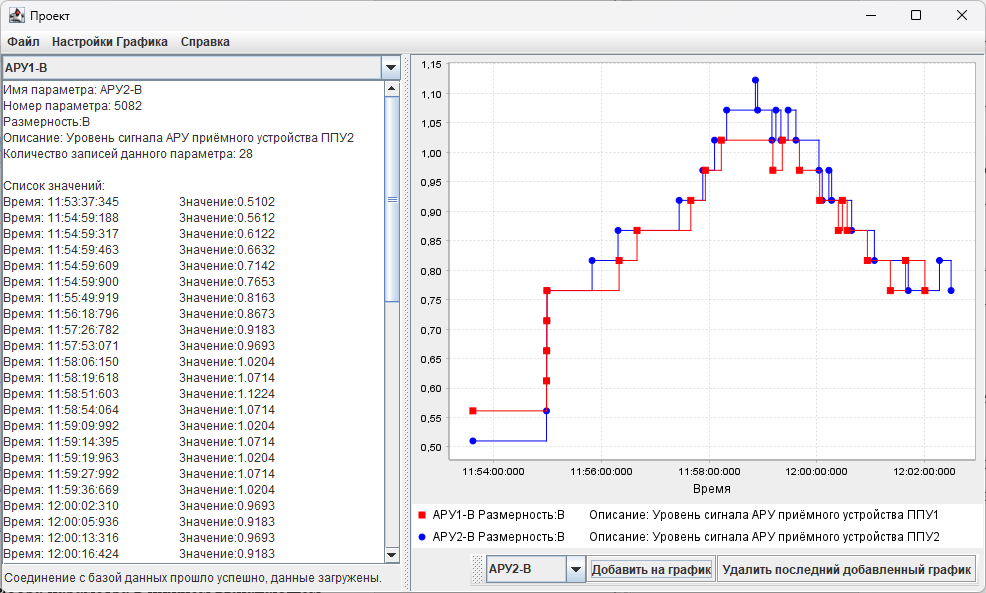 Проект
Файл Настройки Графика Справка
АРУ1-В
Имя параметра: АРУ2-В
Номер параметра: 5082
Размерность:В
Описание: Уровень сигнала АРУ приёмного устройства ППУ2
Количество записей данного параметра: 28
Список значений:
Время: 11:53:37:345 Значение:0.5102
Время: 11:54:59:188 Значение:0.5612
Время: 11:54:59:317 Значение:0.6122
Время: 11:54:59:463 Значение:0.6632
Время: 11:54:59:609 Значение:0.7142
Время: 11:54:59:900 Значение:0.7653
Время: 11:55:49:919 Значение:0.8163
Время: 11:56:18:796 Значение:0.8673
Время: 11:57:26:782 Значение:0.9183
Время: 11:57:53:071 Значение:0.9693
Время: 11:58:06:150 Значение:1.0204
Время: 11:58:19:618 Значение:1.0714
Время: 11:58:51:603 Значение:1.1224
Время: 11:58:54:064 Значение:1.0714
Время: 11:59:09:992 Значение:1.0204
Время: 11:59:14:395 Значение:1.0714
Время: 11:59:19:963 Значение:1.0204
Время: 11:59:27:992 Значение:1.0714
Время: 11:59:36:669 Значение:1.0204
Время: 12:00:02:310 Значение:0.9693
Время: 12:00:05:936 Значение:0.9183
Время: 12:00:13:316 Значение:0.9693
Время: 12:00:16:424 Значение:0.9183
Соединение с базой данных прошло успешно, данные загружены.
1,15
1,10
1,05
1,00
0,95
0,90
0,85
0,80
0,75
0,70
0,65
0,60
0,55
0,50
11:54:00:000 11:56:00:000 11:58:00:000 12:00:00:000 12:02:00:000
Время
АРУ1-В Размерность:В Описание: Уровень сигнала АРУ приёмного устройства ППУ1
АРУ2-В Размерность:В Описание: Уровень сигнала АРУ приёмного устройства ППУ2
АРУ2-В Добавить на график Удалить последний добавленный график